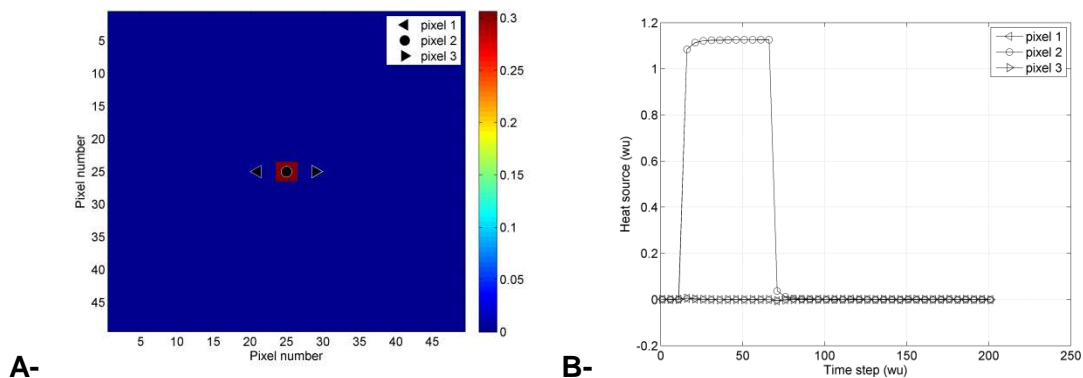 pixel 1
pixel 2
pixel 3
5
10
15
20
25
30
35
40
45
Pixel number
5 10 15 20 25 30 35 40 45
Pixel number
0.3
0.25
0.2
0.15
0.1
0.05
0
A-
pixel 1
pixel 2
pixel 3
1.2
1
0.8
0.6
0.4
0.2
0
-0.2
Heat source (wu)
0 50 100 150 200 250
Time step (wu)
B-